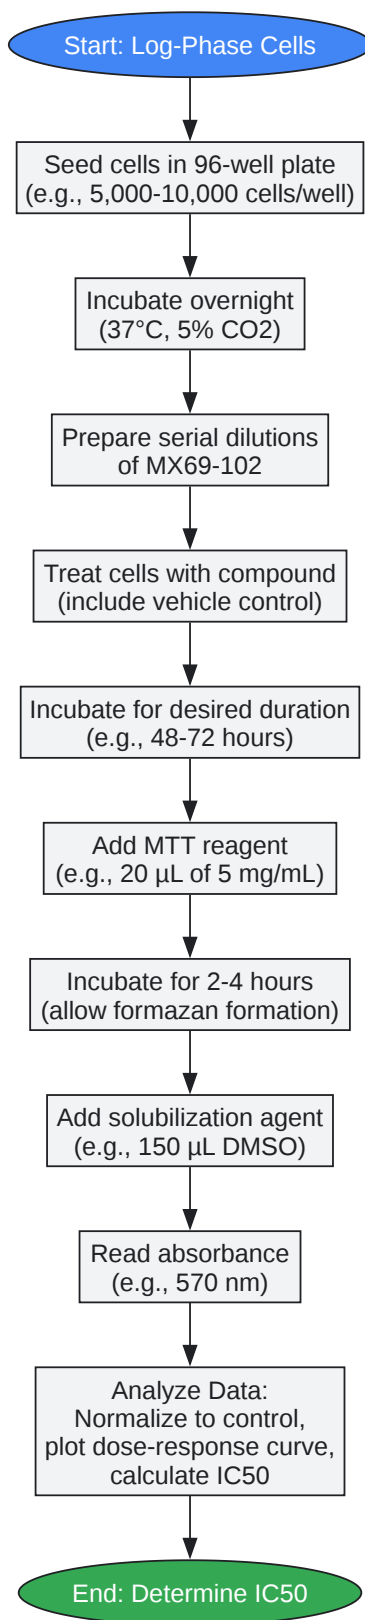 Start: Log-Phase Cells
Seed cells in 96-well plate
(e.g., 5,000-10,000 cells/well)
Incubate overnight
(37°C, 5% CO2)
Prepare serial dilutions
of MX69-102
Treat cells with compound
(include vehicle control)
Incubate for desired duration
(e.g., 48-72 hours)
Add MTT reagent
(e.g., 20 µL of 5 mg/mL)
Incubate for 2-4 hours
(allow formazan formation)
Add solubilization agent
(e.g., 150 µL DMSO)
Read absorbance
(e.g., 570 nm)
Analyze Data:
Normalize to control,
plot dose-response curve,
calculate IC50
End: Determine IC50